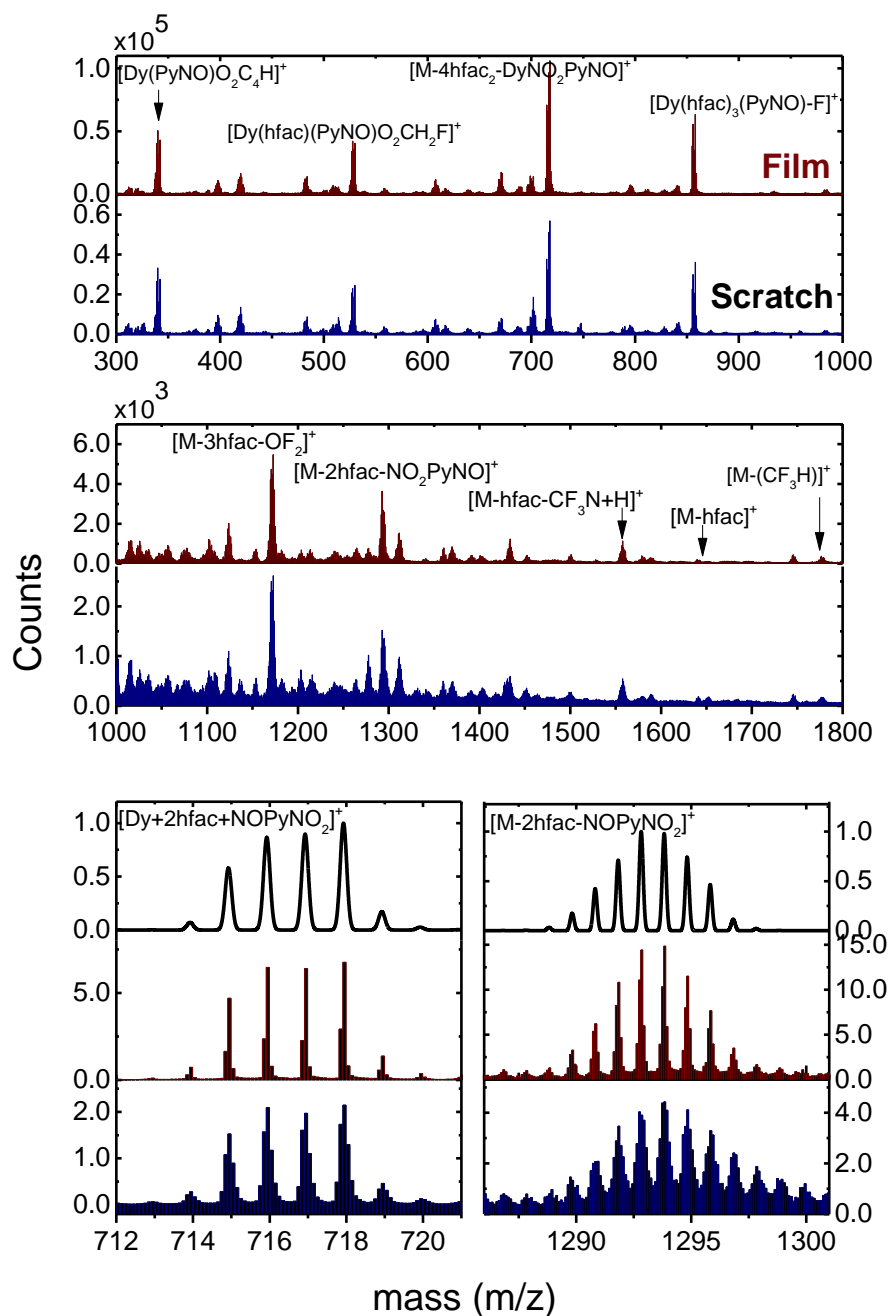 x10⁵
[Dy(PyNO)O₂C₄H]⁺
[M-4hfac₂-DyNO₂PyNO]⁺
[Dy(hfac)₃(PyNO)-F]⁺
[Dy(hfac)(PyNO)O₂CH₂F]⁺
1.0
0.5
0.0
Film
0.6
0.4
0.2
0.0
Scratch
300 400 500 600 700 800 900 1000
x10³
[M-3hfac-OF₂]⁺
[M-2hfac-NO₂PyNO]⁺
[M-hfac-CF₃N+H]⁺
[M-hfac]⁺
[M-(CF₃H)]⁺
6.0
4.0
2.0
0.0
2.0
1.0
0.0
1000 1100 1200 1300 1400 1500 1600 1700 1800
Counts
[Dy+2hfac+NOPyNO₂]⁺
1.0
0.5
0.0
5.0
0.0
2.0
1.0
0.0
712 714 716 718 720
[M-2hfac-NOPyNO₂]⁺
1.0
0.5
0.0
15.0
10.0
5.0
0.0
4.0
2.0
0.0
1290 1295 1300
mass (m/z)